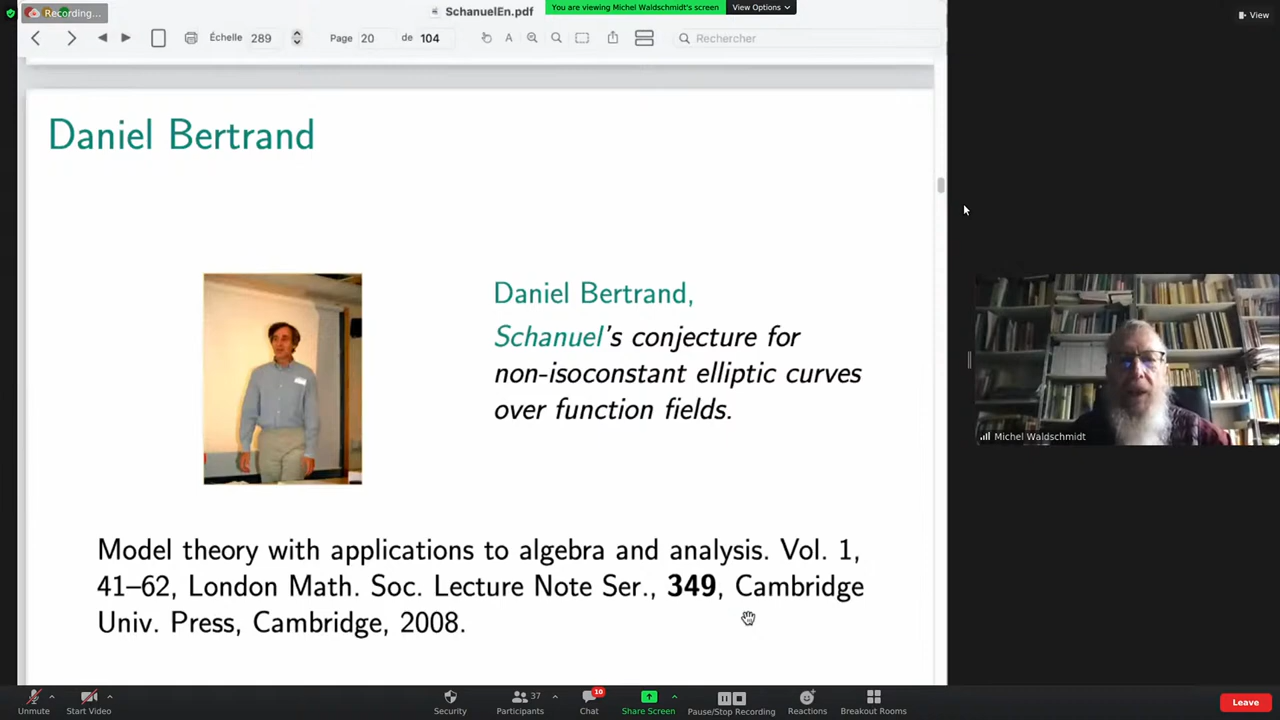 Recording...
SchanuelEn.pdf
You are viewing Michel Waldschmidt's screen
View Options
View
Échelle 289
Page 20 de 104
Rechercher
Daniel Bertrand
Daniel Bertrand,
Schanuel's conjecture for
non-isoconstant elliptic curves
over function fields.
Model theory with applications to algebra and analysis. Vol. 1,
41–62, London Math. Soc. Lecture Note Ser., 349, Cambridge
Univ. Press, Cambridge, 2008.
Michel Waldschmidt
Unmute
Start Video
Security
37
Participants
10
Chat
Share Screen
Pause/Stop Recording
Reactions
Breakout Rooms
Leave